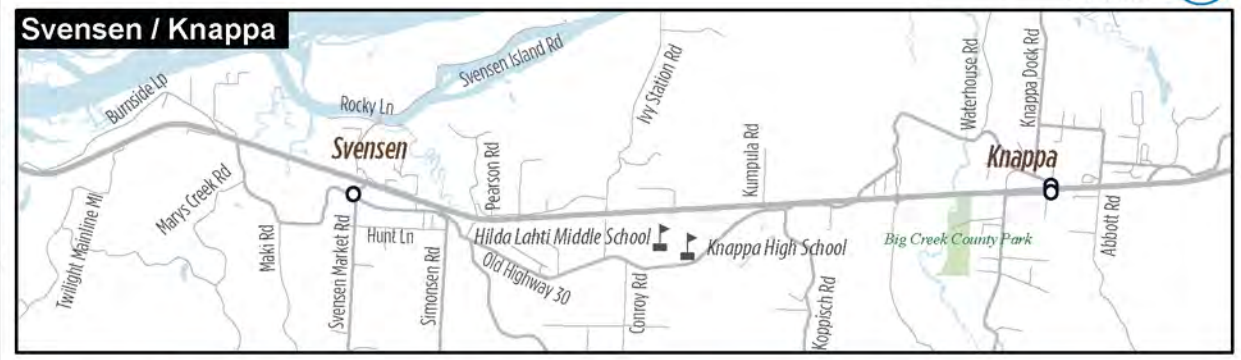 Svensen / Knappa
Burnside Lp
Rocky Ln
Svensen Island Rd
Ivy Station Rd
Waterhouse Rd
Knappa Dock Rd
Svensen
Pearson Rd
Kumpula Rd
Knappa
Marys Creek Rd
Twilight Mainline Ml
Maki Rd
Svensen Market Rd
Hunt Ln
Simonsen Rd
Hilda Lahti Middle School
Old Highway 30
Conroy Rd
Knappa High School
Koppisch Rd
Big Creek County Park
Abbott Rd